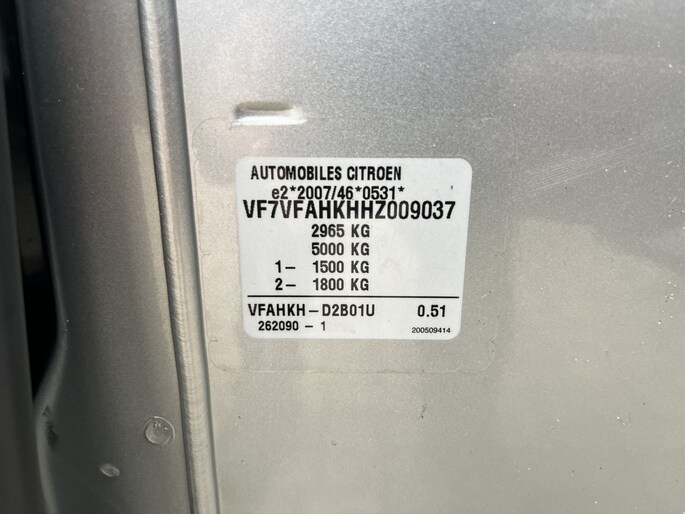 AUTOMOBILES CITROEN
e2*2007/46*0531*
VF7VFAHKHHZ009037
2965 KG
5000 KG
1- 1500 KG
2- 1800 KG
VFAHKH-D2B01U 0.51
262090 - 1 200509414